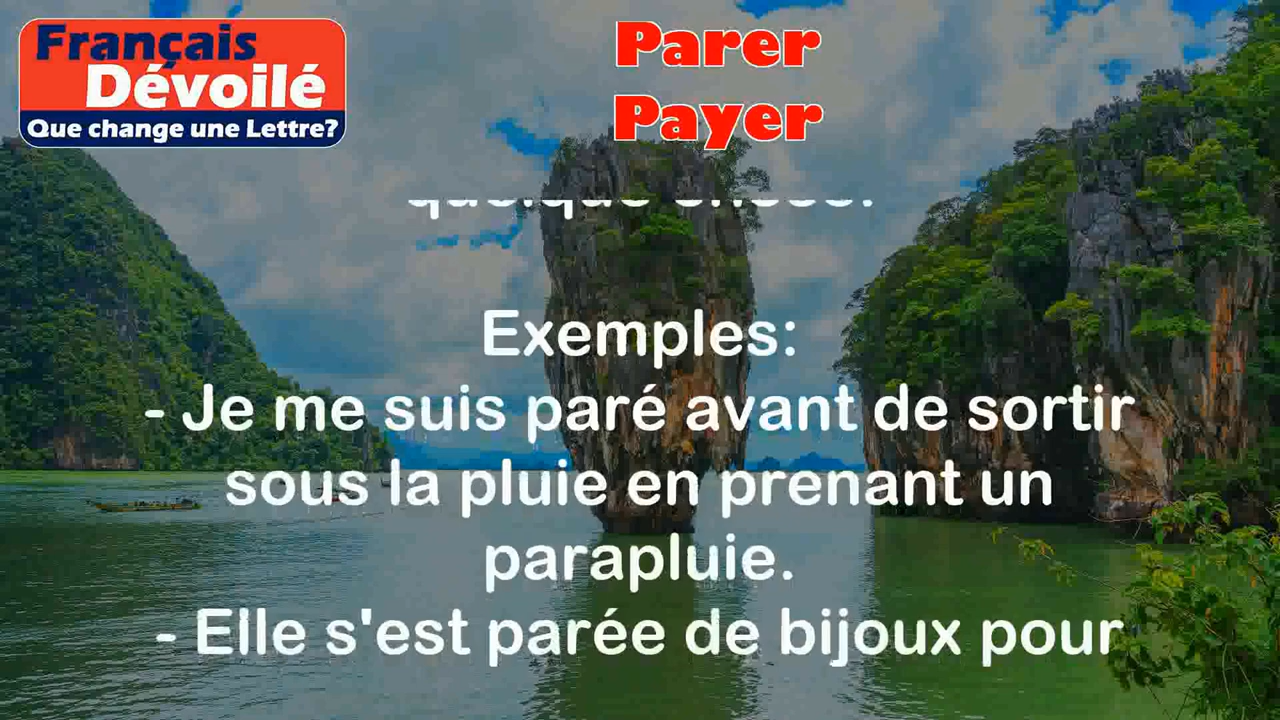 Français
Dévoilé
Que change une Lettre?
Parer
Payer
Exemples:
- Je me suis paré avant de sortir
sous la pluie en prenant un
parapluie.
- Elle s'est parée de bijoux pour